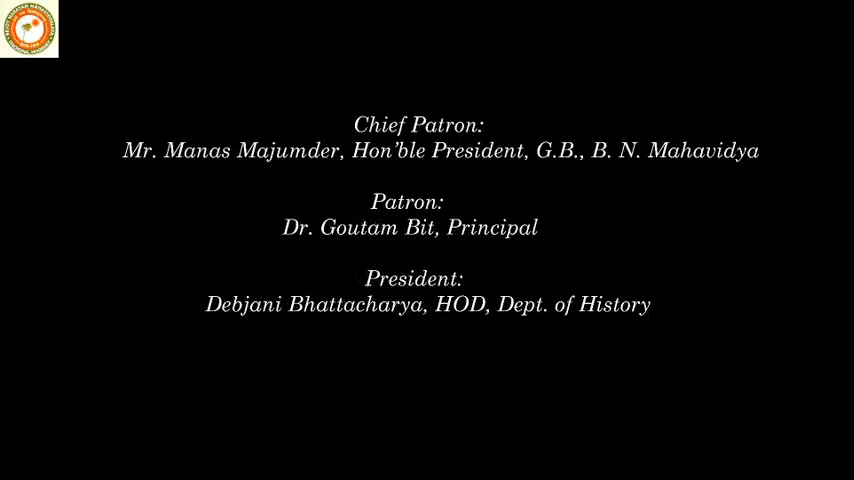 Chief Patron:
Mr. Manas Majumder, Hon'ble President, G.B., B. N. Mahavidya
Patron:
Dr. Goutam Bit, Principal
President:
Debjani Bhattacharya, HOD, Dept. of History